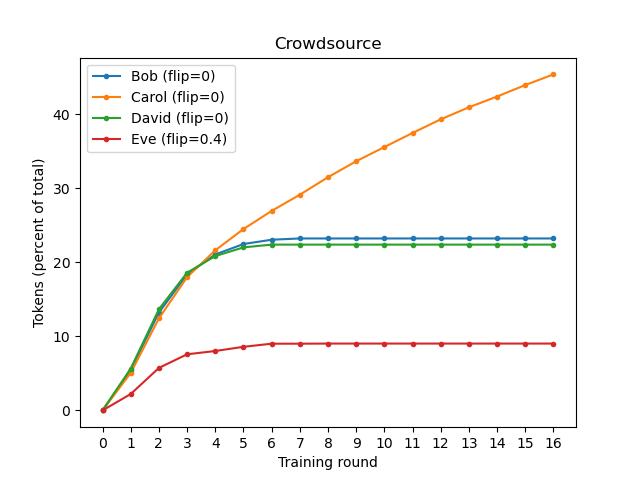 Crowdsource
Bob (flip=0)
Carol (flip=0)
David (flip=0)
Eve (flip=0.4)
Tokens (percent of total)
40
30
20
10
0
0 1 2 3 4 5 6 7 8 9 10 11 12 13 14 15 16
Training round